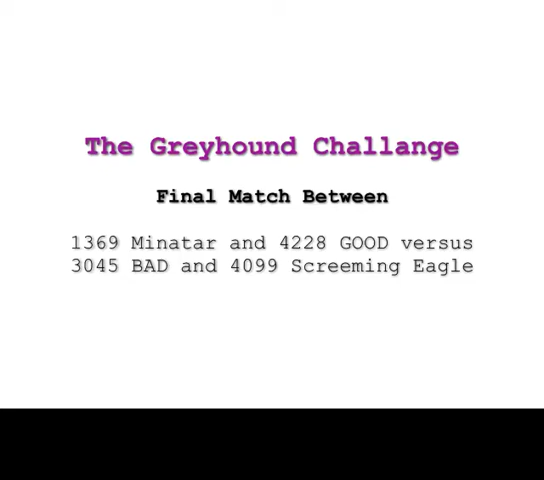 The Greyhound Challange
Final Match Between
1369 Minatar and 4228 GOOD versus
3045 BAD and 4099 Screeming Eagle